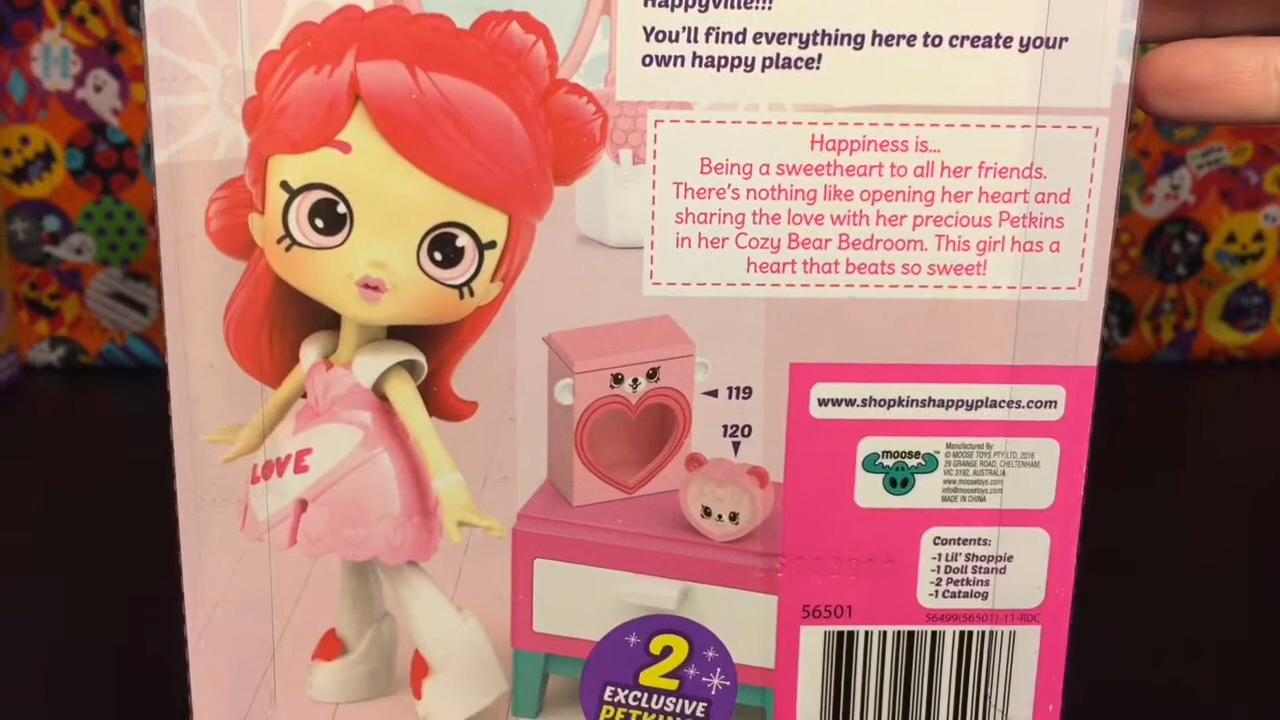 Happyville!!!
You'll find everything here to create your
own happy place!
Happiness is...
Being a sweetheart to all her friends.
There's nothing like opening her heart and
sharing the love with her precious Petkins
in her Cozy Bear Bedroom. This girl has a
heart that beats so sweet!
LOVE
119
120
www.shopkinshappyplaces.com
moose
Manufactured By:
© MOOSE TOYS PTY LTD, 2016
29 GRANGE ROAD, CHELTENHAM,
VIC 3192, AUSTRALIA
www.moosetoys.com
info@moosetoys.com
MADE IN CHINA
Contents:
-1 Lil' Shoppie
-1 Doll Stand
-2 Petkins
-1 Catalog
56501
56499(56501)-11-R0C
2
EXCLUSIVE
PETKINS